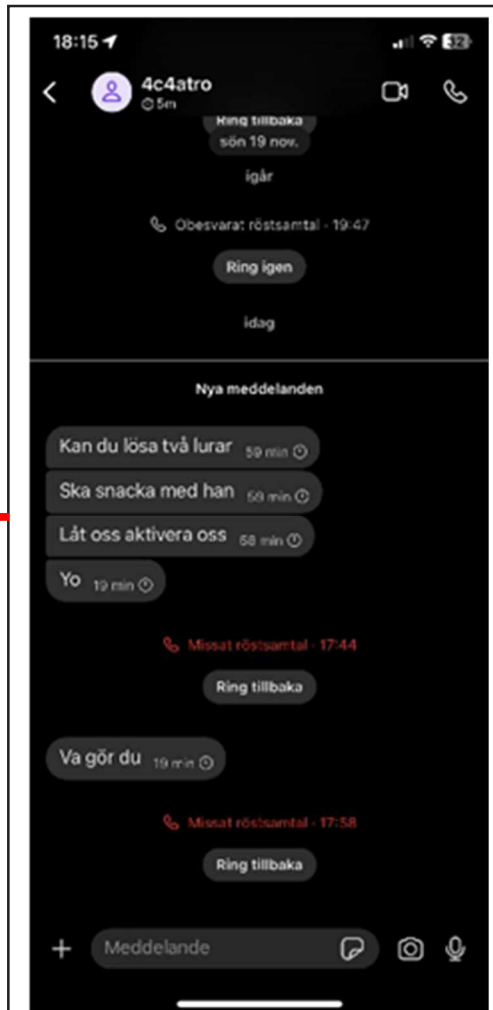 18:15
32
4c4atro
5m
Ring tillbaka
sön 19 nov.
igår
Obesvarat röstsamtal - 19:47
Ring igen
idag
Nya meddelanden
Kan du lösa två lurar 59 min
Ska snacka med han 59 min
Låt oss aktivera oss 58 min
Yo 19 min
Missat röstsamtal - 17:44
Ring tillbaka
Va gör du 19 min
Missat röstsamtal - 17:58
Ring tillbaka
Meddelande